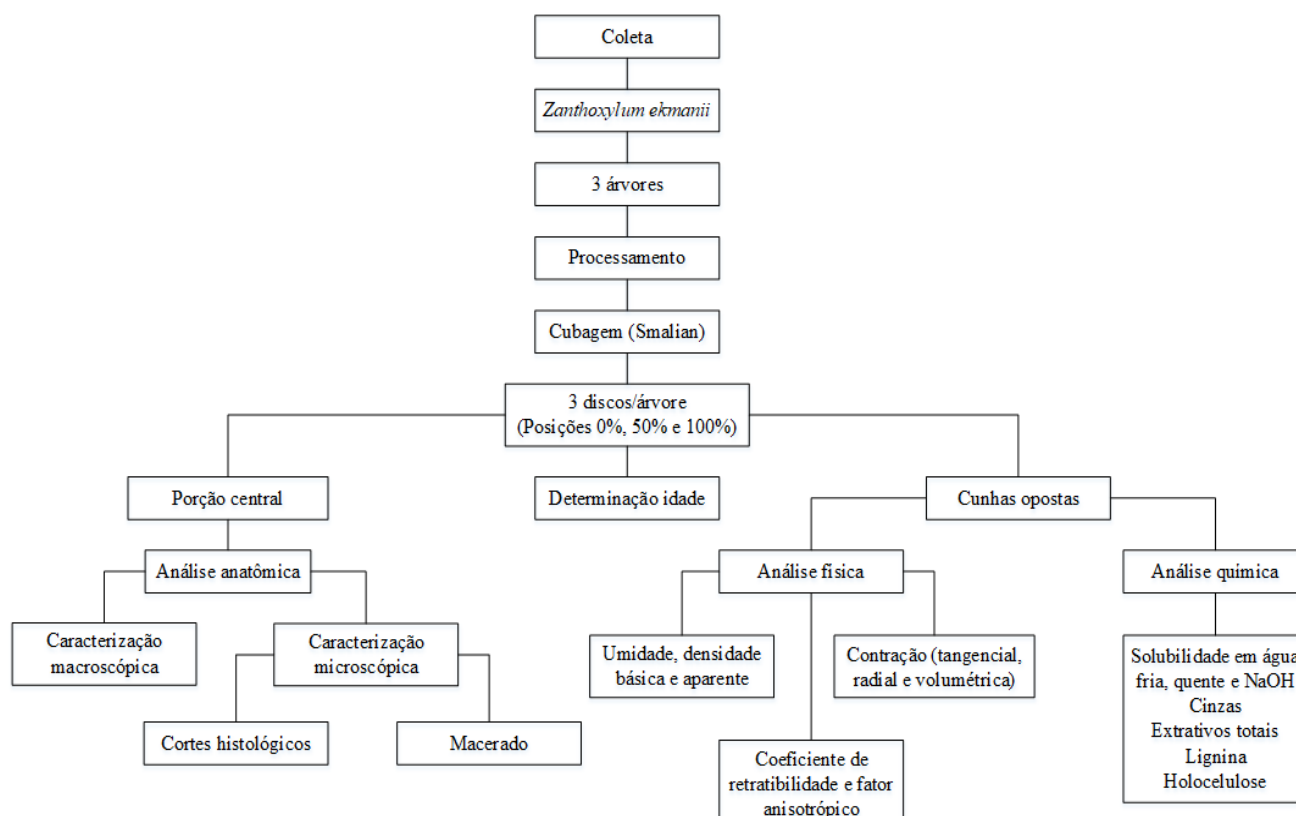 Coleta
Zanthoxylum ekmanii
3 árvores
Processamento
Cubagem (Smalian)
3 discos/árvore
(Posições 0%, 50% e 100%)
Porção central
Determinação idade
Cunhas opostas
Análise anatômica
Análise física
Análise química
Caracterização
macroscópica
Caracterização
microscópica
Umidade, densidade
básica e aparente
Contração (tangencial,
radial e volumétrica)
Solubilidade em água
fria, quente e NaOH
Cinzas
Extrativos totais
Lignina
Holocelulose
Cortes histológicos
Macerado
Coeficiente de
retratibilidade e fator
anisotrópico